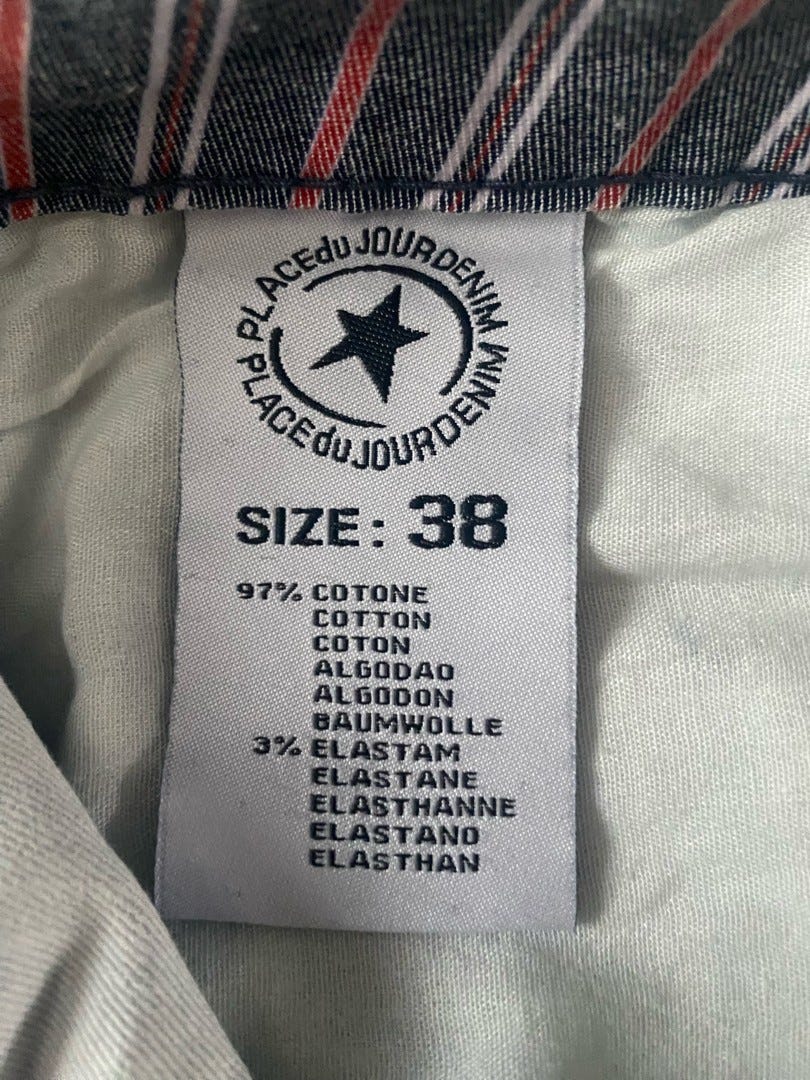 PLACEduJOURDENIM
PLACEduJOURDENIM
SIZE: 38
97% COTONE
COTTON
COTON
ALGODAO
ALGODON
BAUMWOLLE
3% ELASTAM
ELASTANE
ELASTHANNE
ELASTANO
ELASTHAN